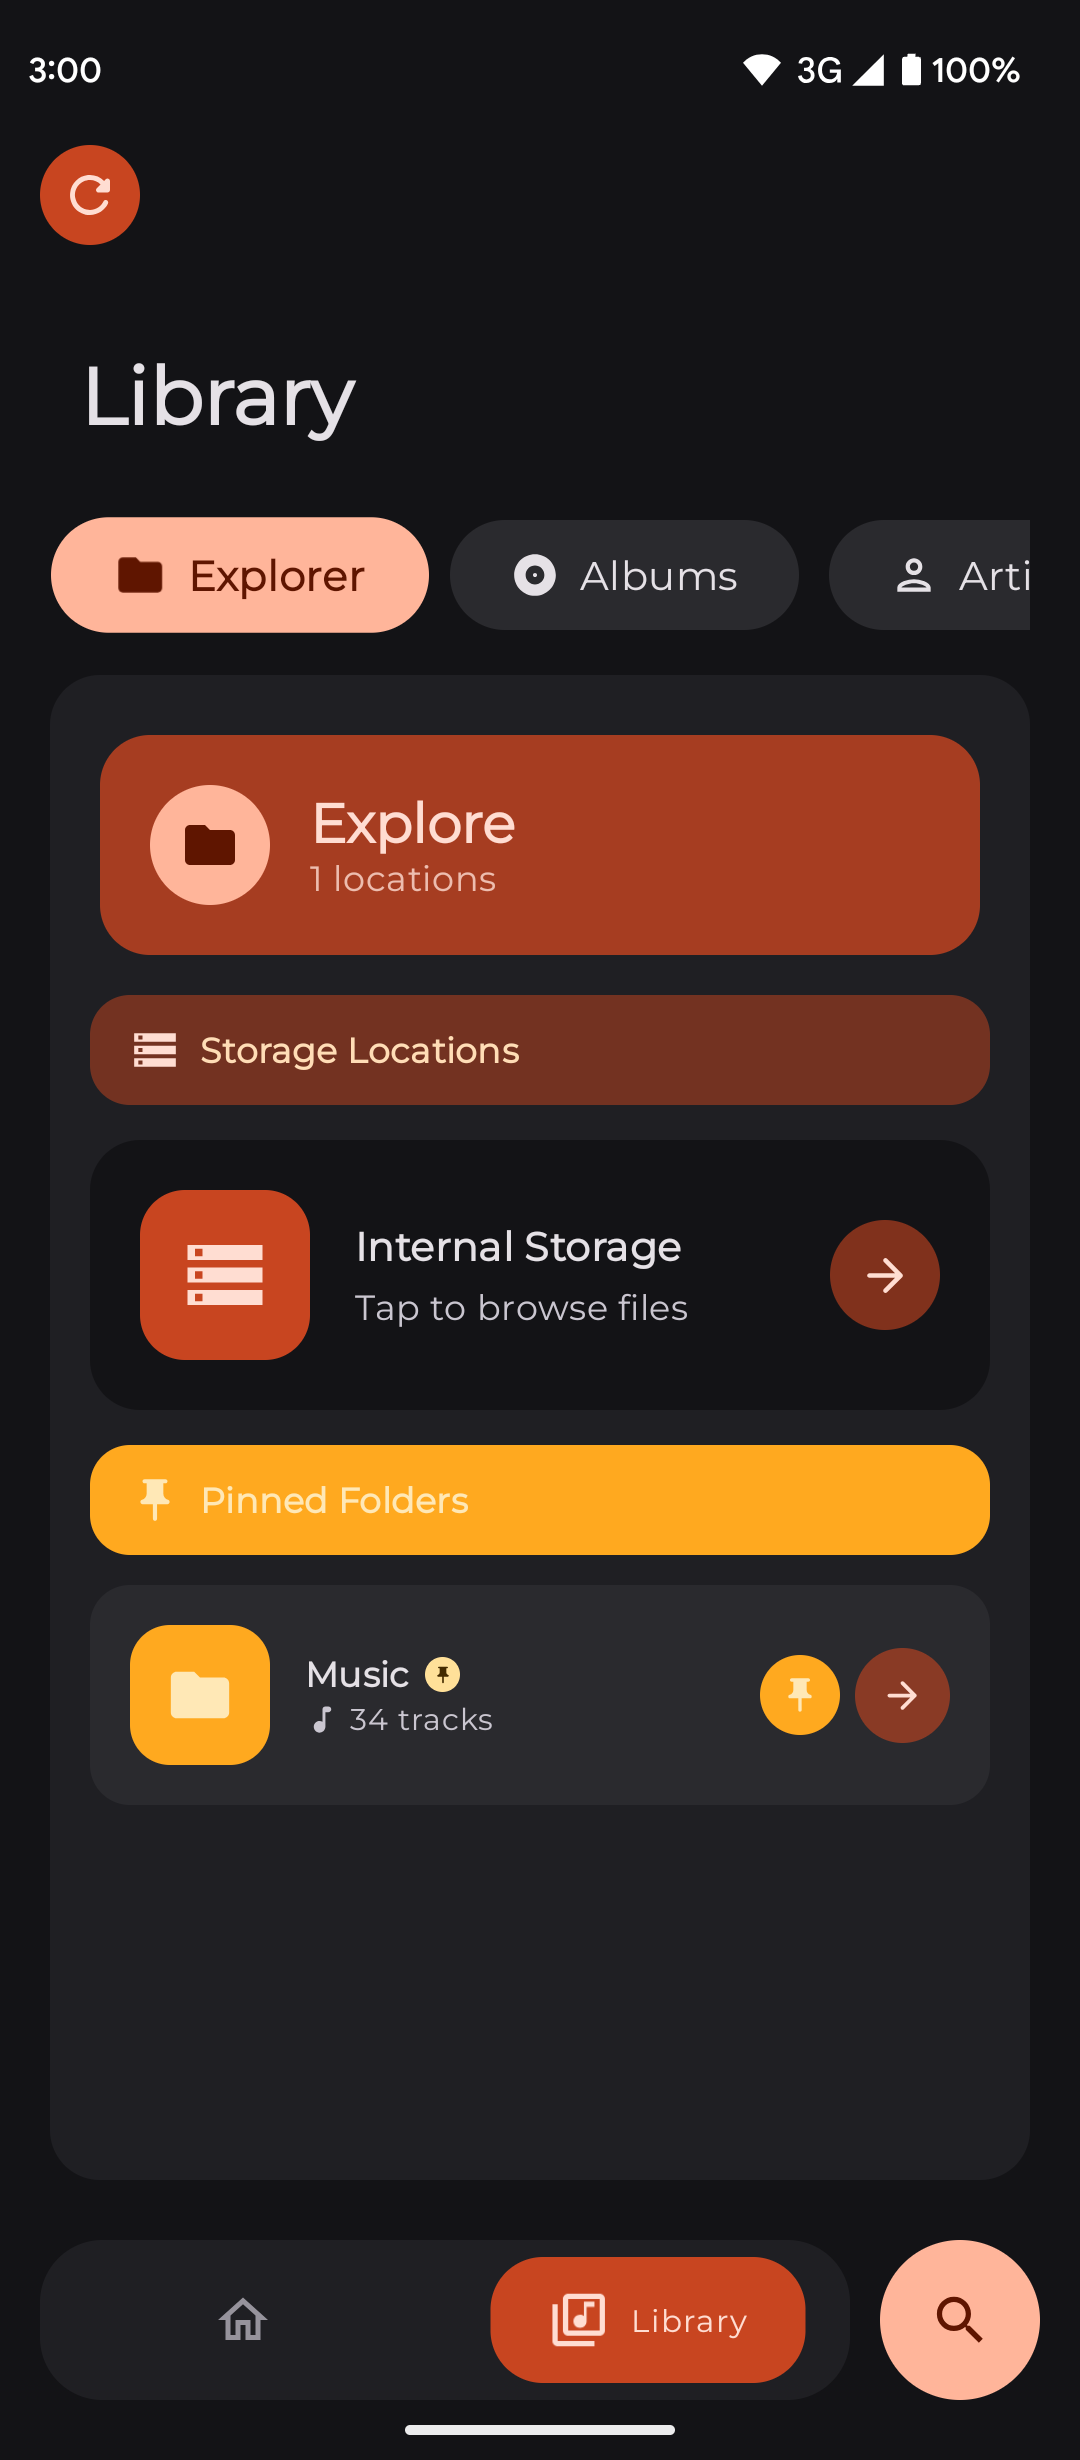 3:00
3G 100%
Library
Explorer
Albums
Arti
Explore
1 locations
Storage Locations
Internal Storage
Tap to browse files
Pinned Folders
Music
34 tracks
Library